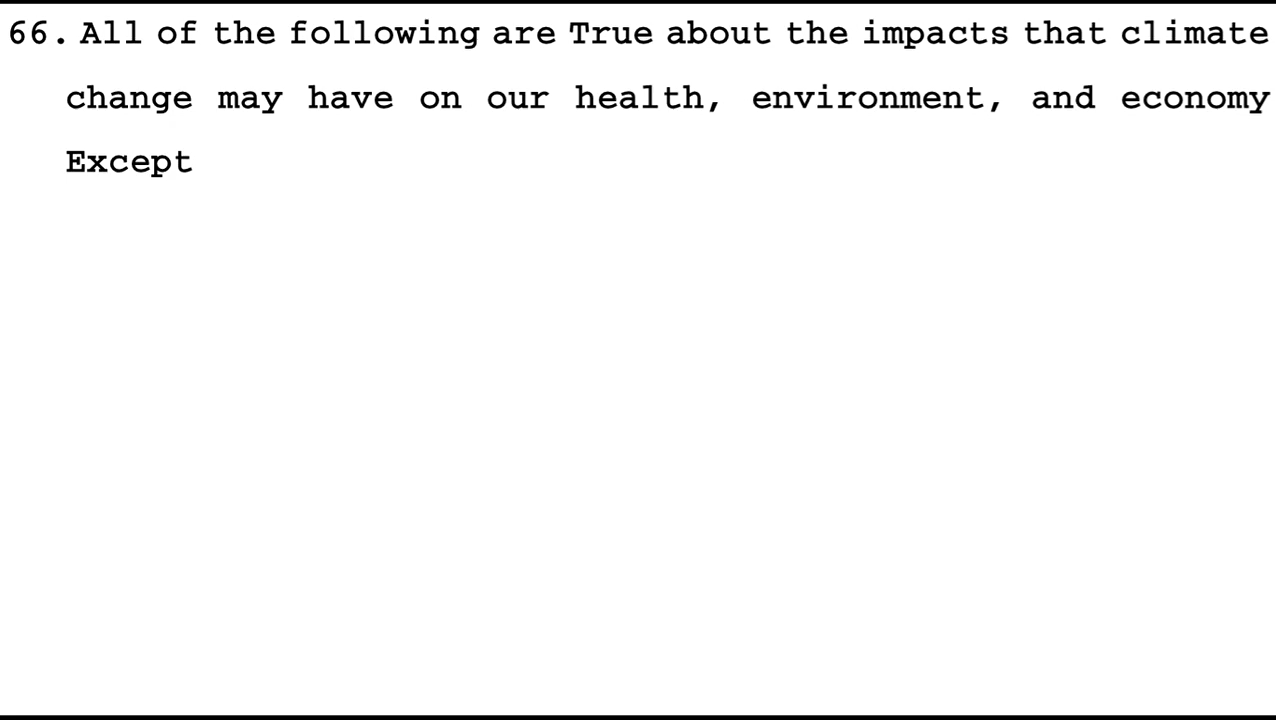 66. All of the following are True about the impacts that climate
change may have on our health, environment, and economy
Except